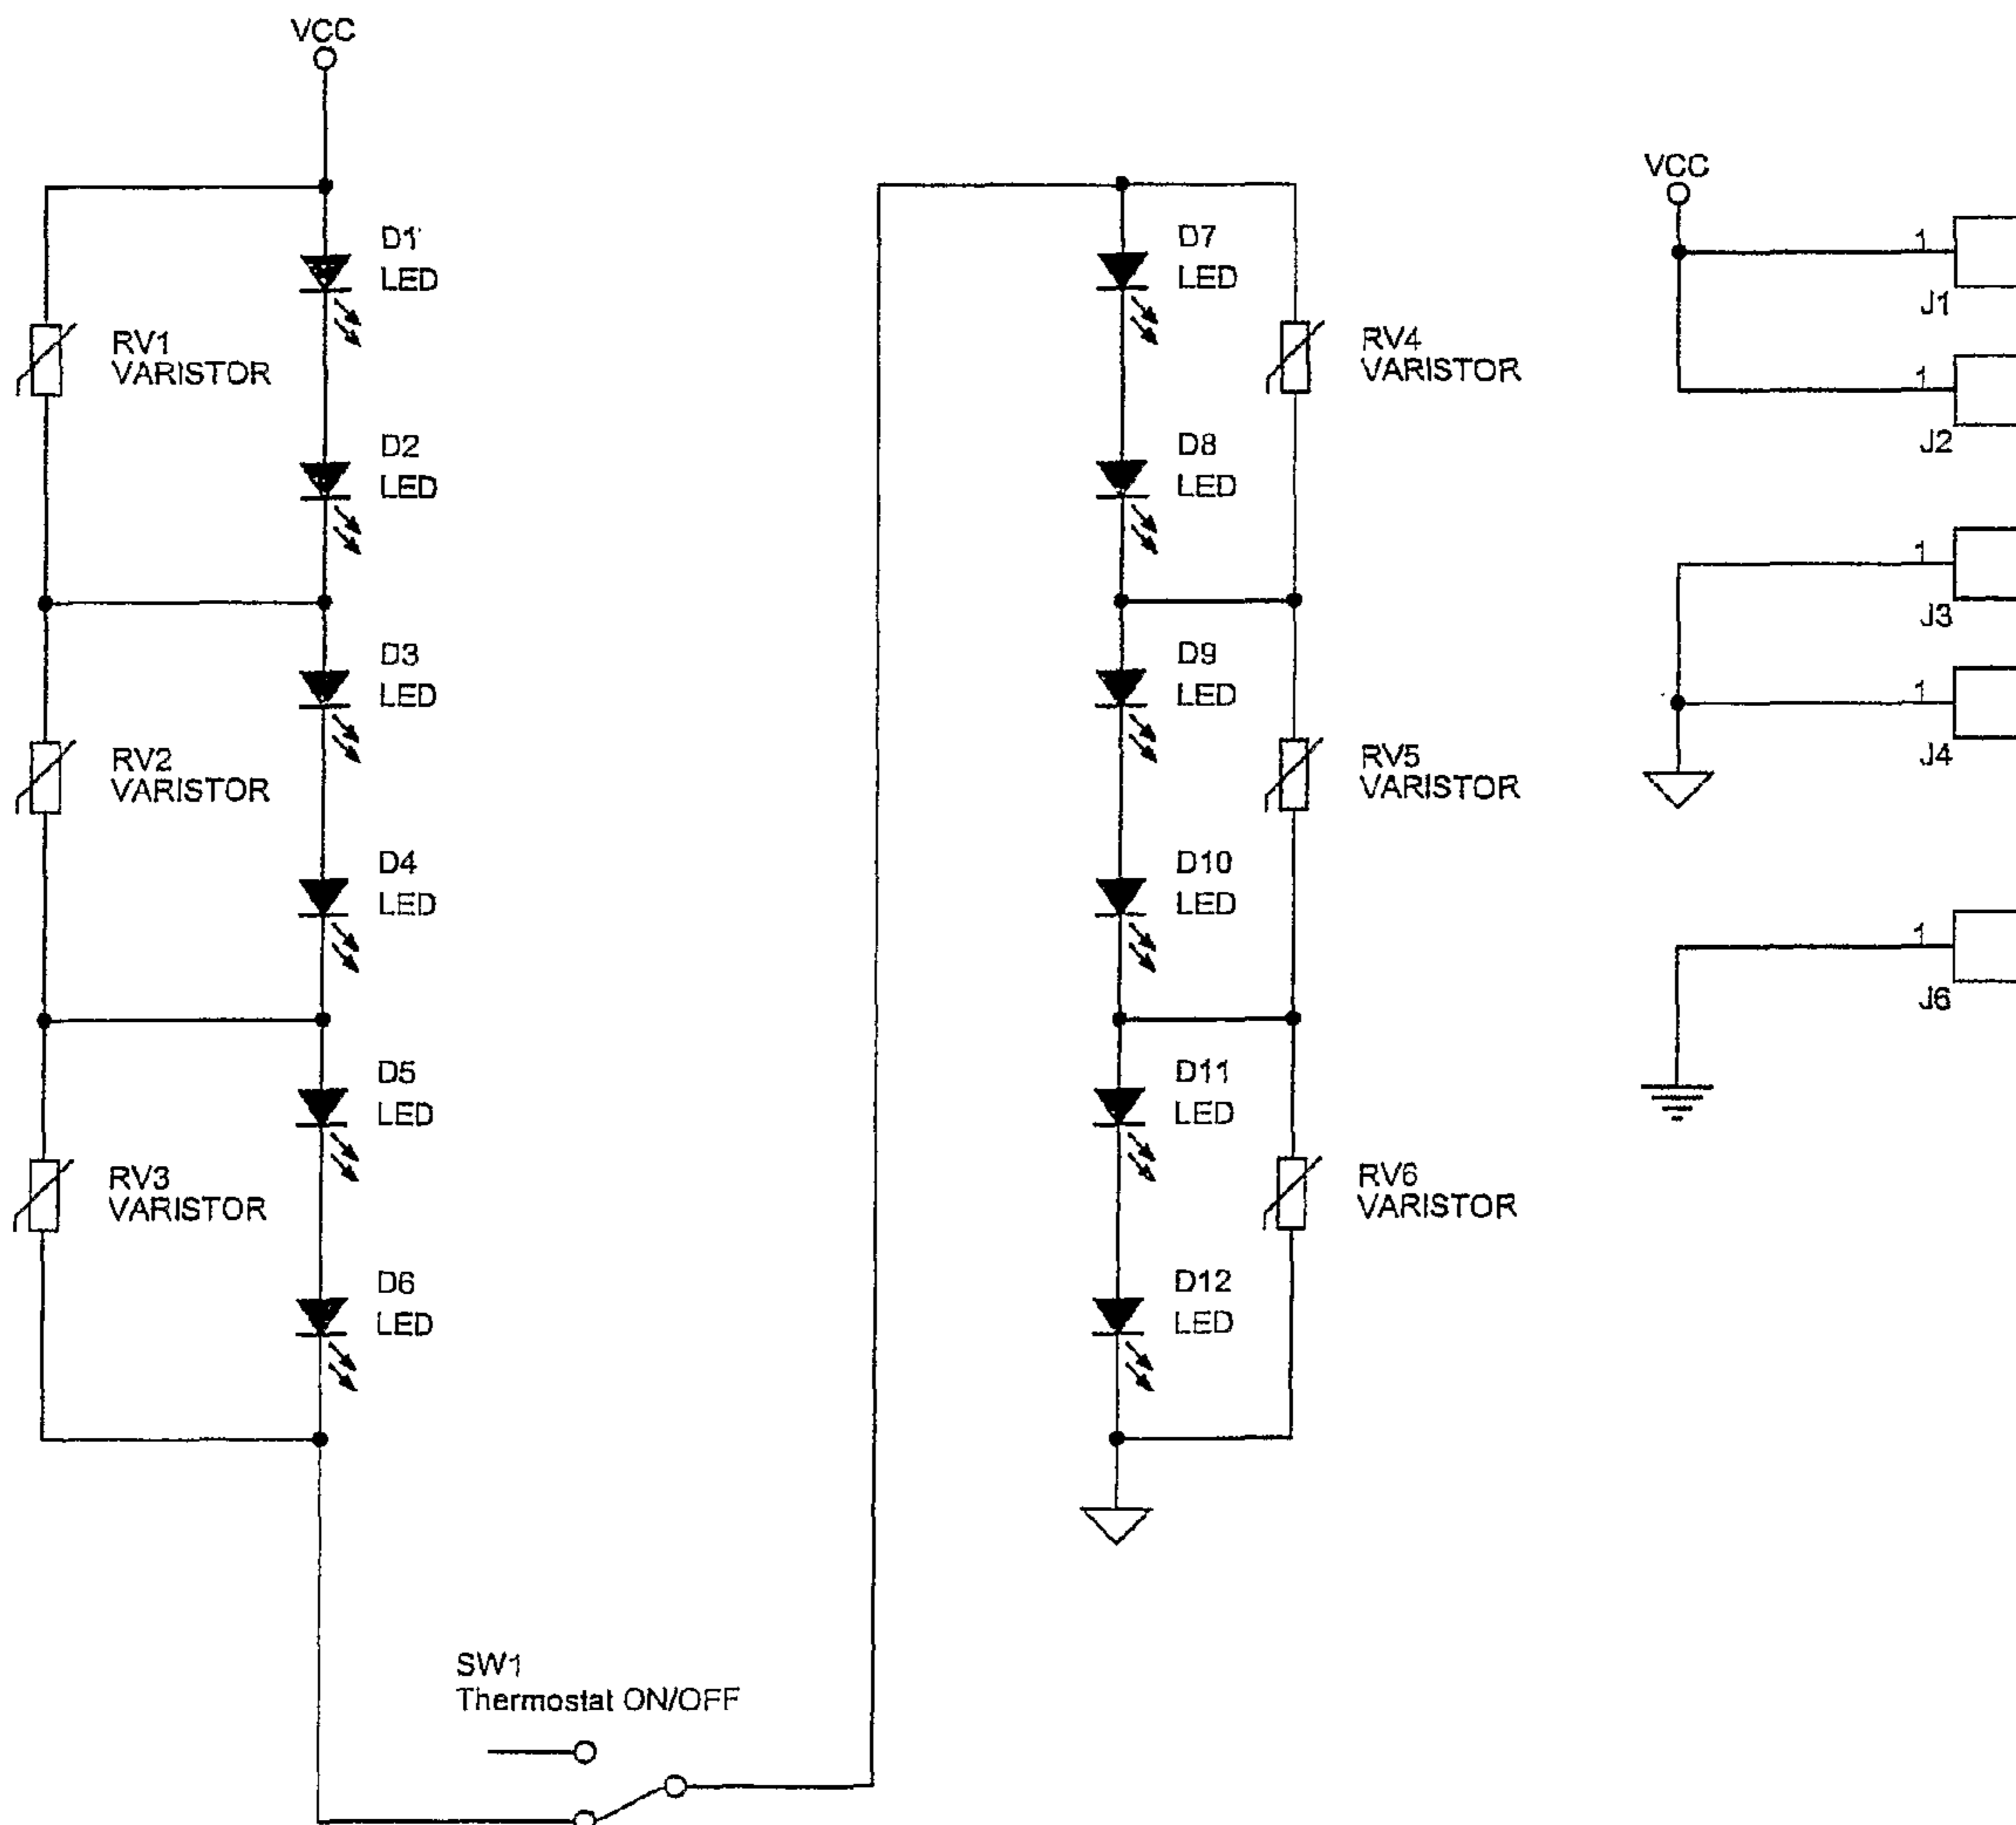 VCC
D1
LED
RV1
VARISTOR
D2
LED
D3
LED
RV2
VARISTOR
D4
LED
D5
LED
RV3
VARISTOR
D6
LED
SW1
Thermostat ON/OFF
D7
LED
RV4
VARISTOR
D8
LED
D9
LED
RV5
VARISTOR
D10
LED
D11
LED
RV6
VARISTOR
D12
LED
VCC
1
J1
1
J2
1
J3
1
J4
1
J6